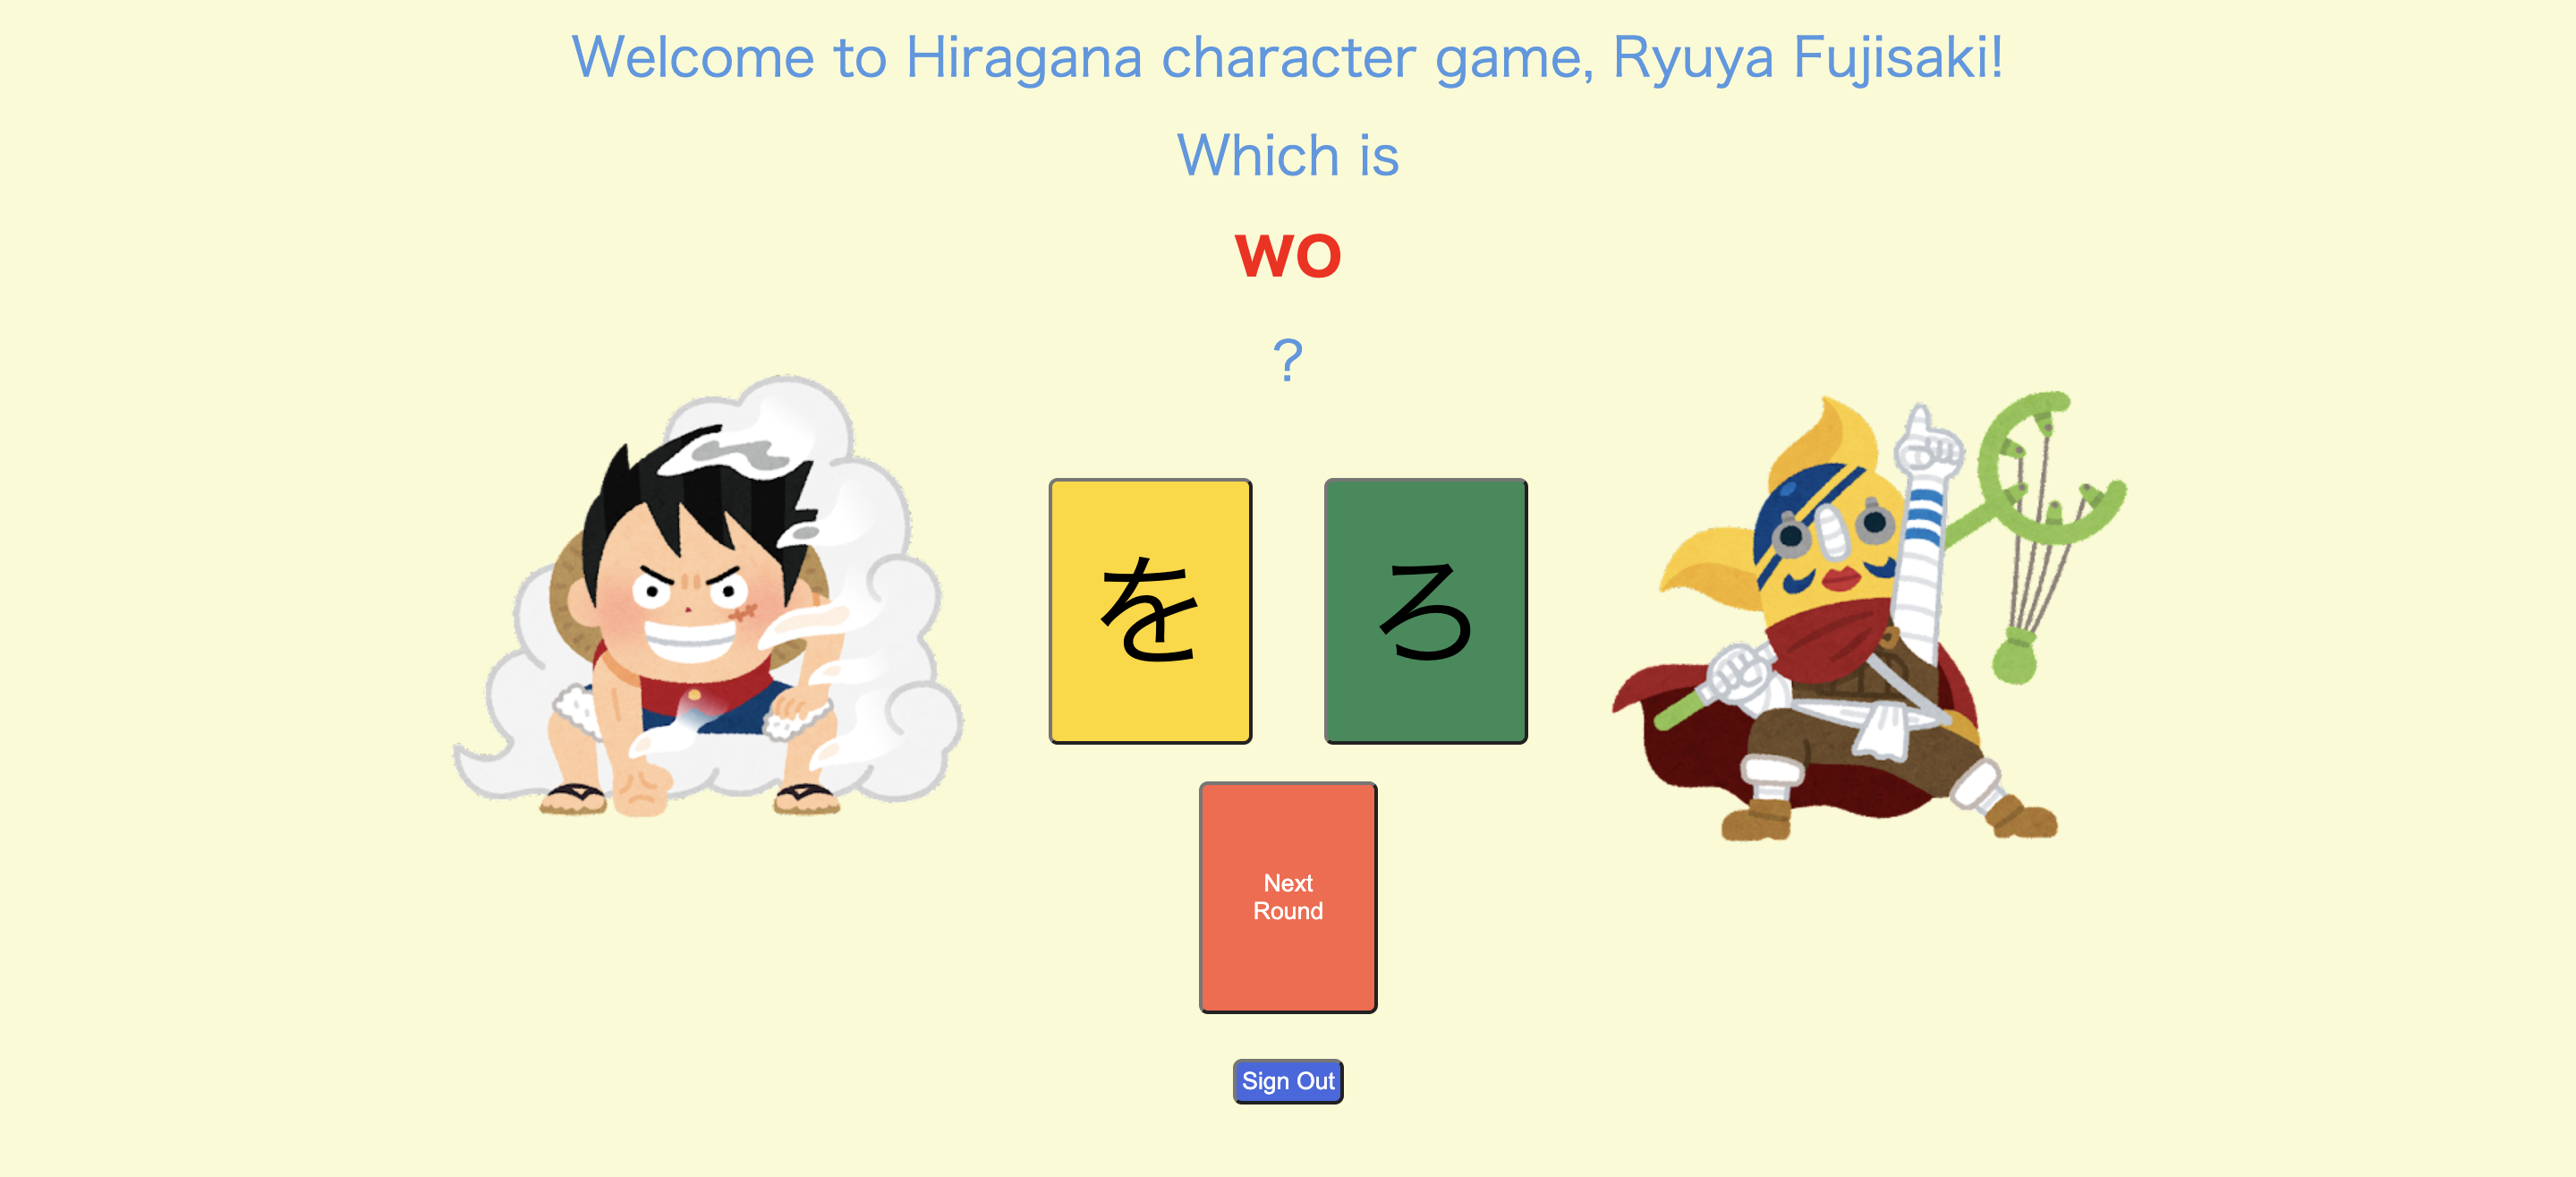 Welcome to Hiragana character game, Ryuya Fujisaki!
Which is
wo
?
を
ろ
Next
Round
Sign Out